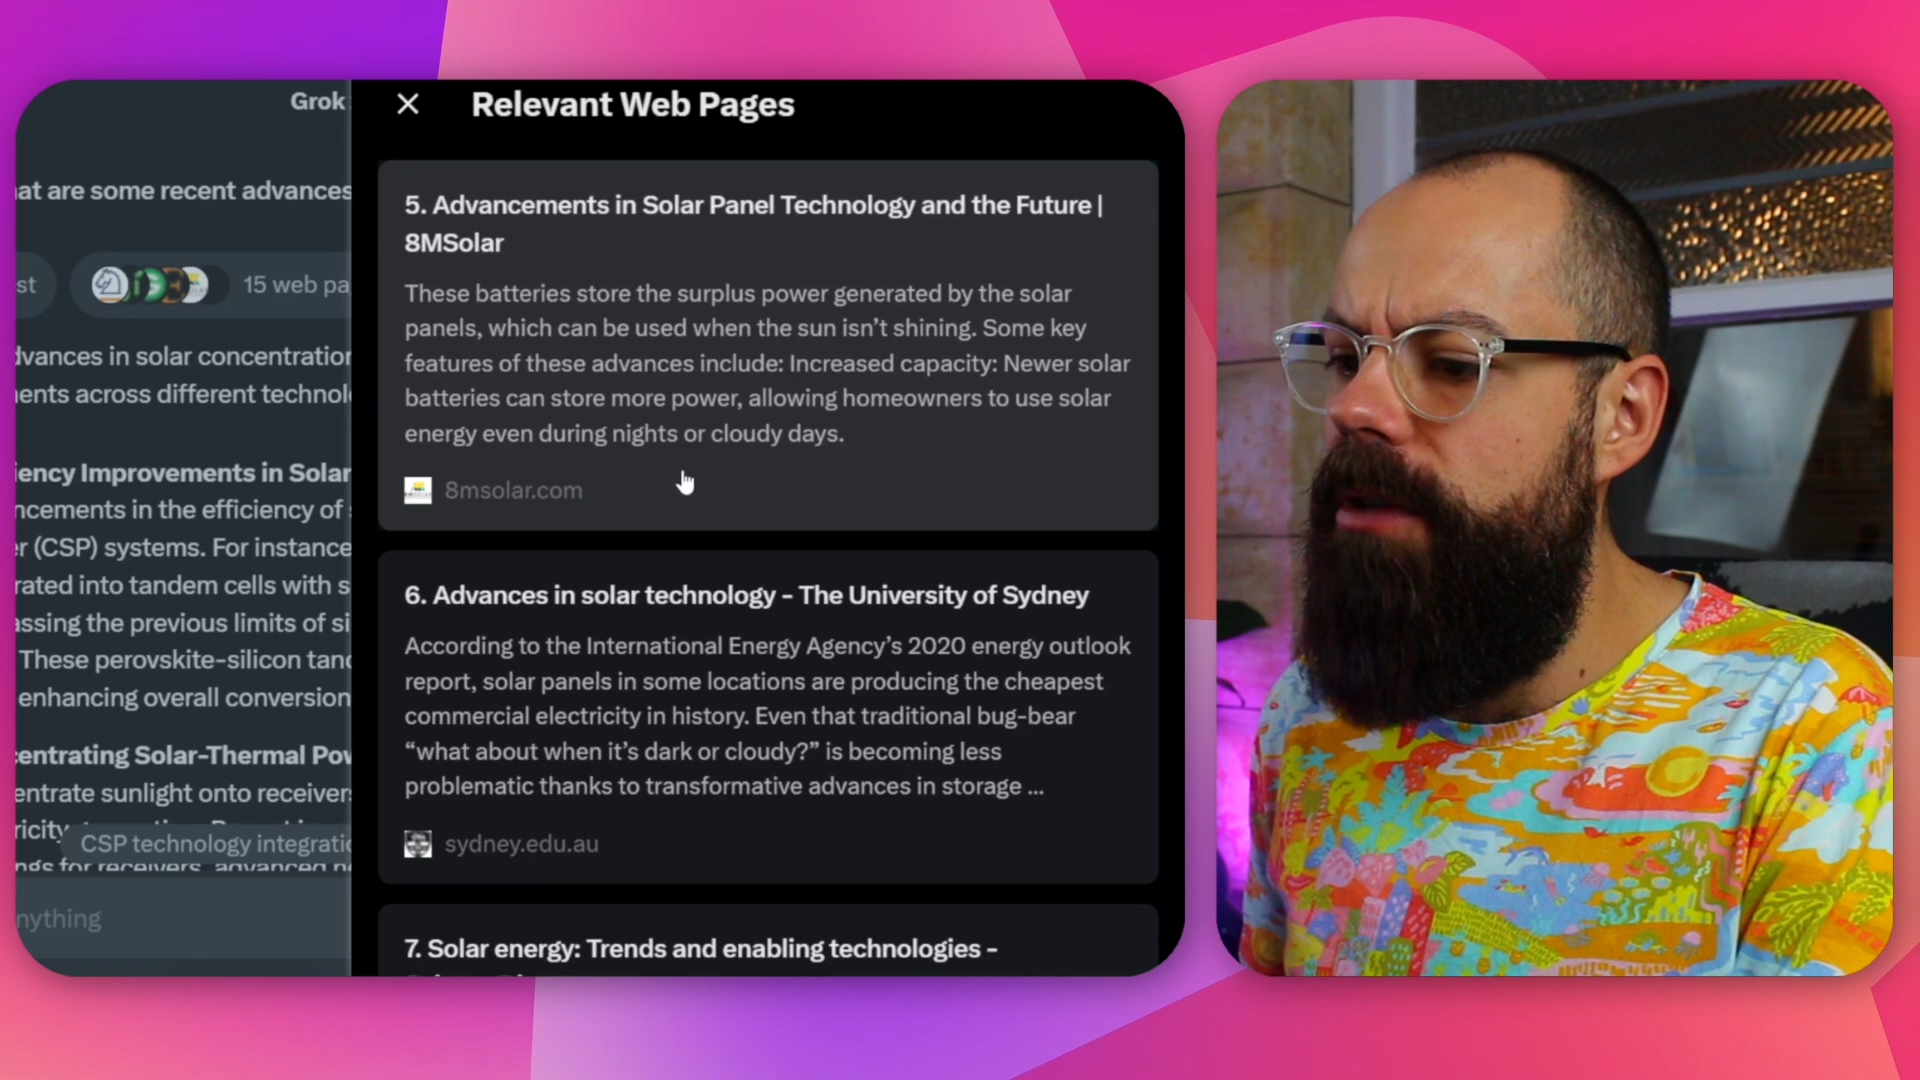 Grok
at are some recent advances
st
15 web pa
dvances in solar concentration
ents across different technol
iency Improvements in Solar
ncements in the efficiency of
r (CSP) systems. For instance
rated into tandem cells with s
assing the previous limits of si
These perovskite-silicon tand
enhancing overall conversion
entrating Solar-Thermal Pow
entrate sunlight onto receivers
ricity
CSP technology integratio
ngs for receivers, advanced
nything
Relevant Web Pages
5. Advancements in Solar Panel Technology and the Future |
8MSolar
These batteries store the surplus power generated by the solar
panels, which can be used when the sun isn’t shining. Some key
features of these advances include: Increased capacity: Newer solar
batteries can store more power, allowing homeowners to use solar
energy even during nights or cloudy days.
8msolar.com
6. Advances in solar technology - The University of Sydney
According to the International Energy Agency’s 2020 energy outlook
report, solar panels in some locations are producing the cheapest
commercial electricity in history. Even that traditional bug-bear
“what about when it’s dark or cloudy?” is becoming less
problematic thanks to transformative advances in storage ...
sydney.edu.au
7. Solar energy: Trends and enabling technologies -